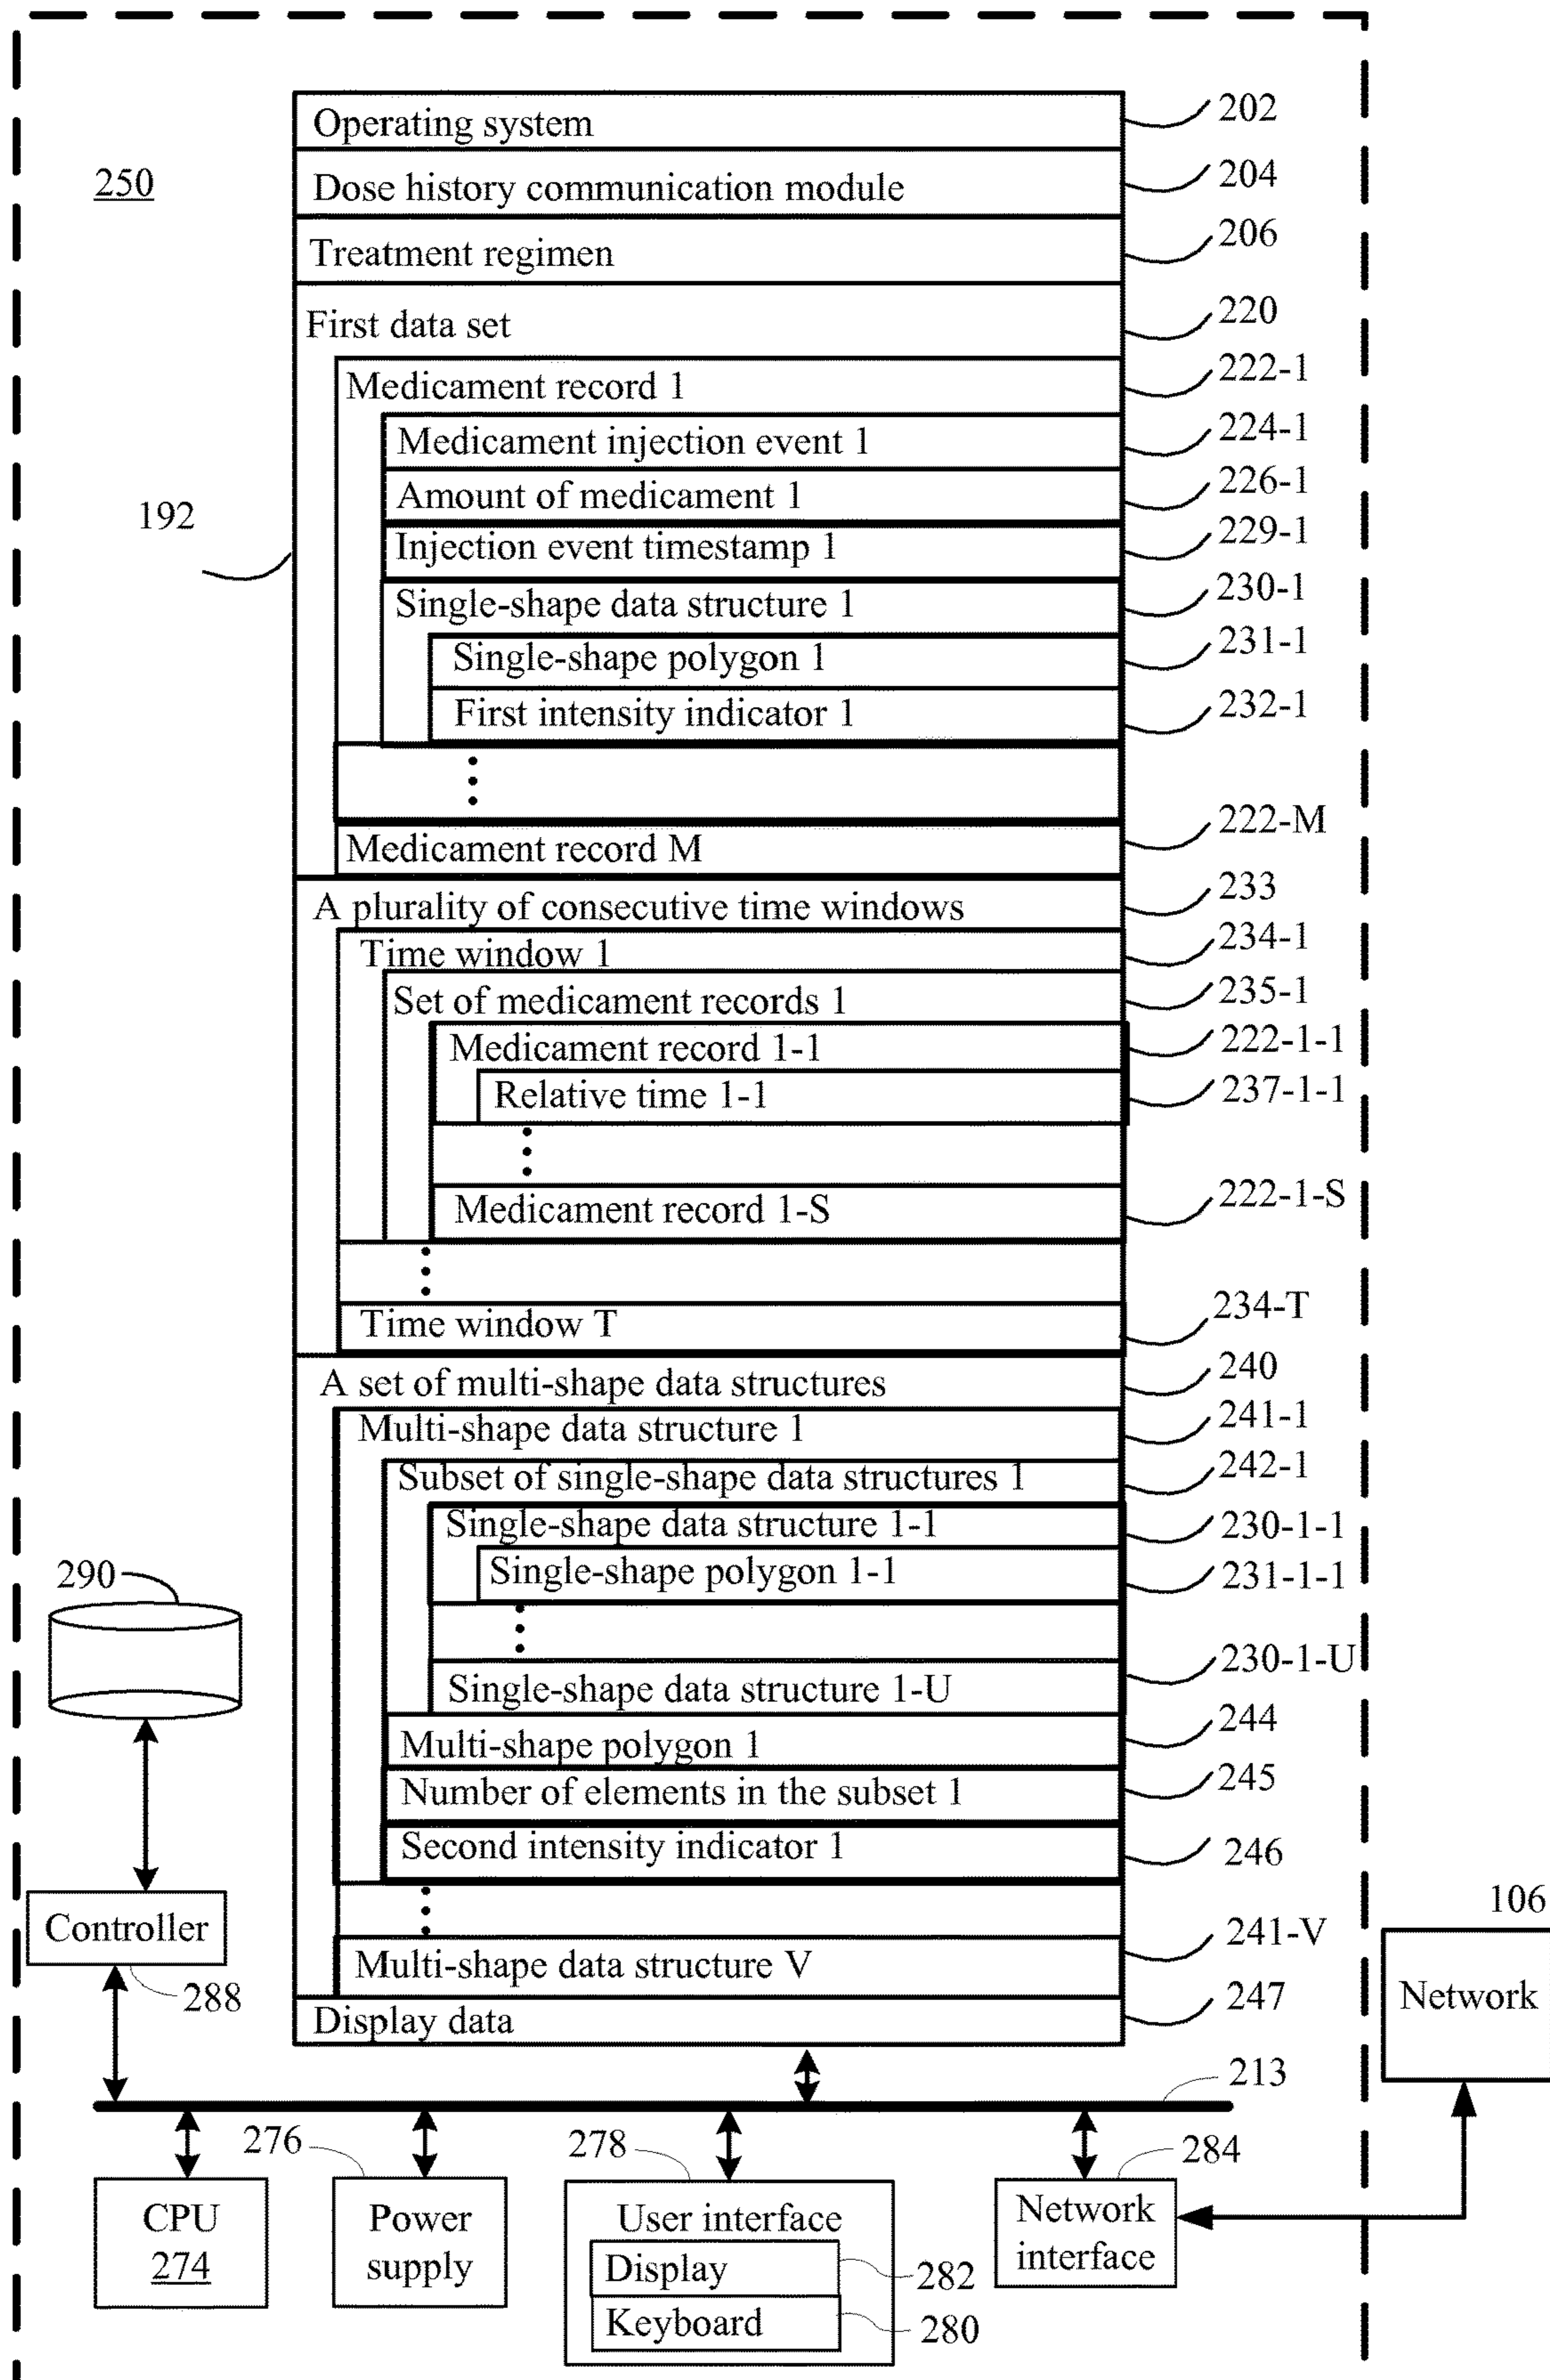 250
192
Operating system
202
Dose history communication module
204
Treatment regimen
206
First data set
220
Medicament record 1
222-1
Medicament injection event 1
224-1
Amount of medicament 1
226-1
Injection event timestamp 1
229-1
Single-shape data structure 1
230-1
Single-shape polygon 1
231-1
First intensity indicator 1
232-1
Medicament record M
222-M
A plurality of consecutive time windows
233
Time window 1
234-1
Set of medicament records 1
235-1
Medicament record 1-1
222-1-1
Relative time 1-1
237-1-1
Medicament record 1-S
222-1-S
Time window T
234-T
A set of multi-shape data structures
240
Multi-shape data structure 1
241-1
Subset of single-shape data structures 1
242-1
Single-shape data structure 1-1
230-1-1
Single-shape polygon 1-1
231-1-1
Single-shape data structure 1-U
230-1-U
Multi-shape polygon 1
244
Number of elements in the subset 1
245
Second intensity indicator 1
246
Multi-shape data structure V
241-V
Display data
247
290
Controller
288
106
Network
213
CPU
274
276
Power
supply
278
User interface
Display
282
Keyboard
280
284
Network
interface